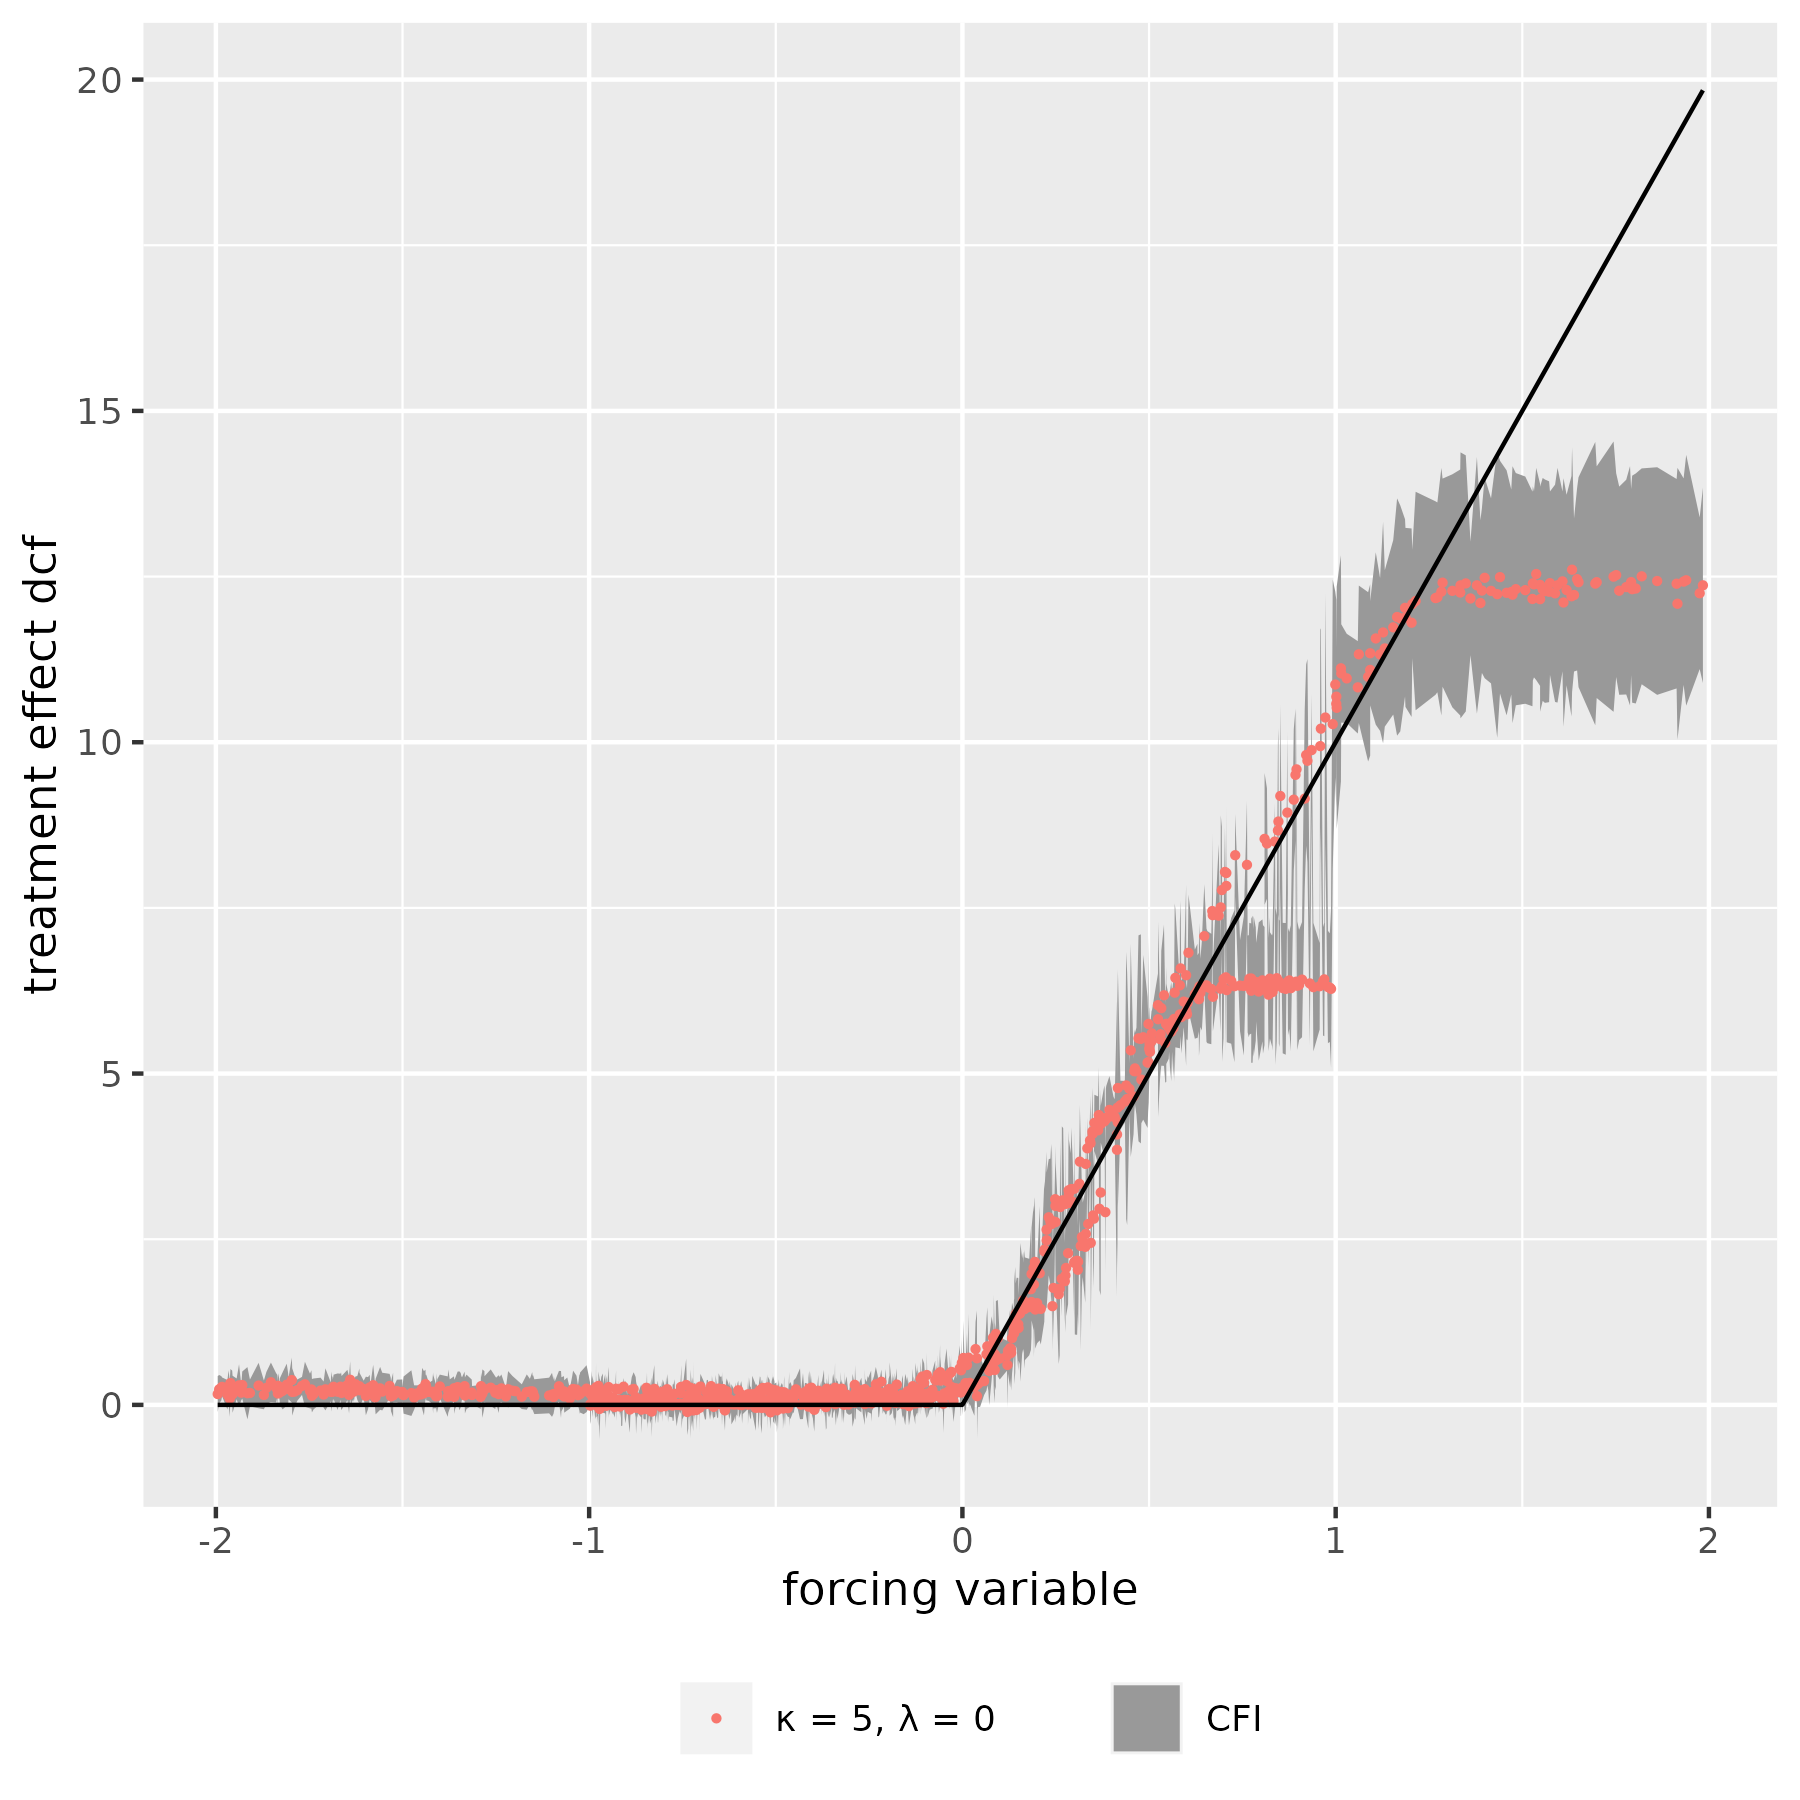 treatment effect dcf
20
15
10
5
0
-2 -1 0 1 2
forcing variable
κ = 5, λ = 0 CFI